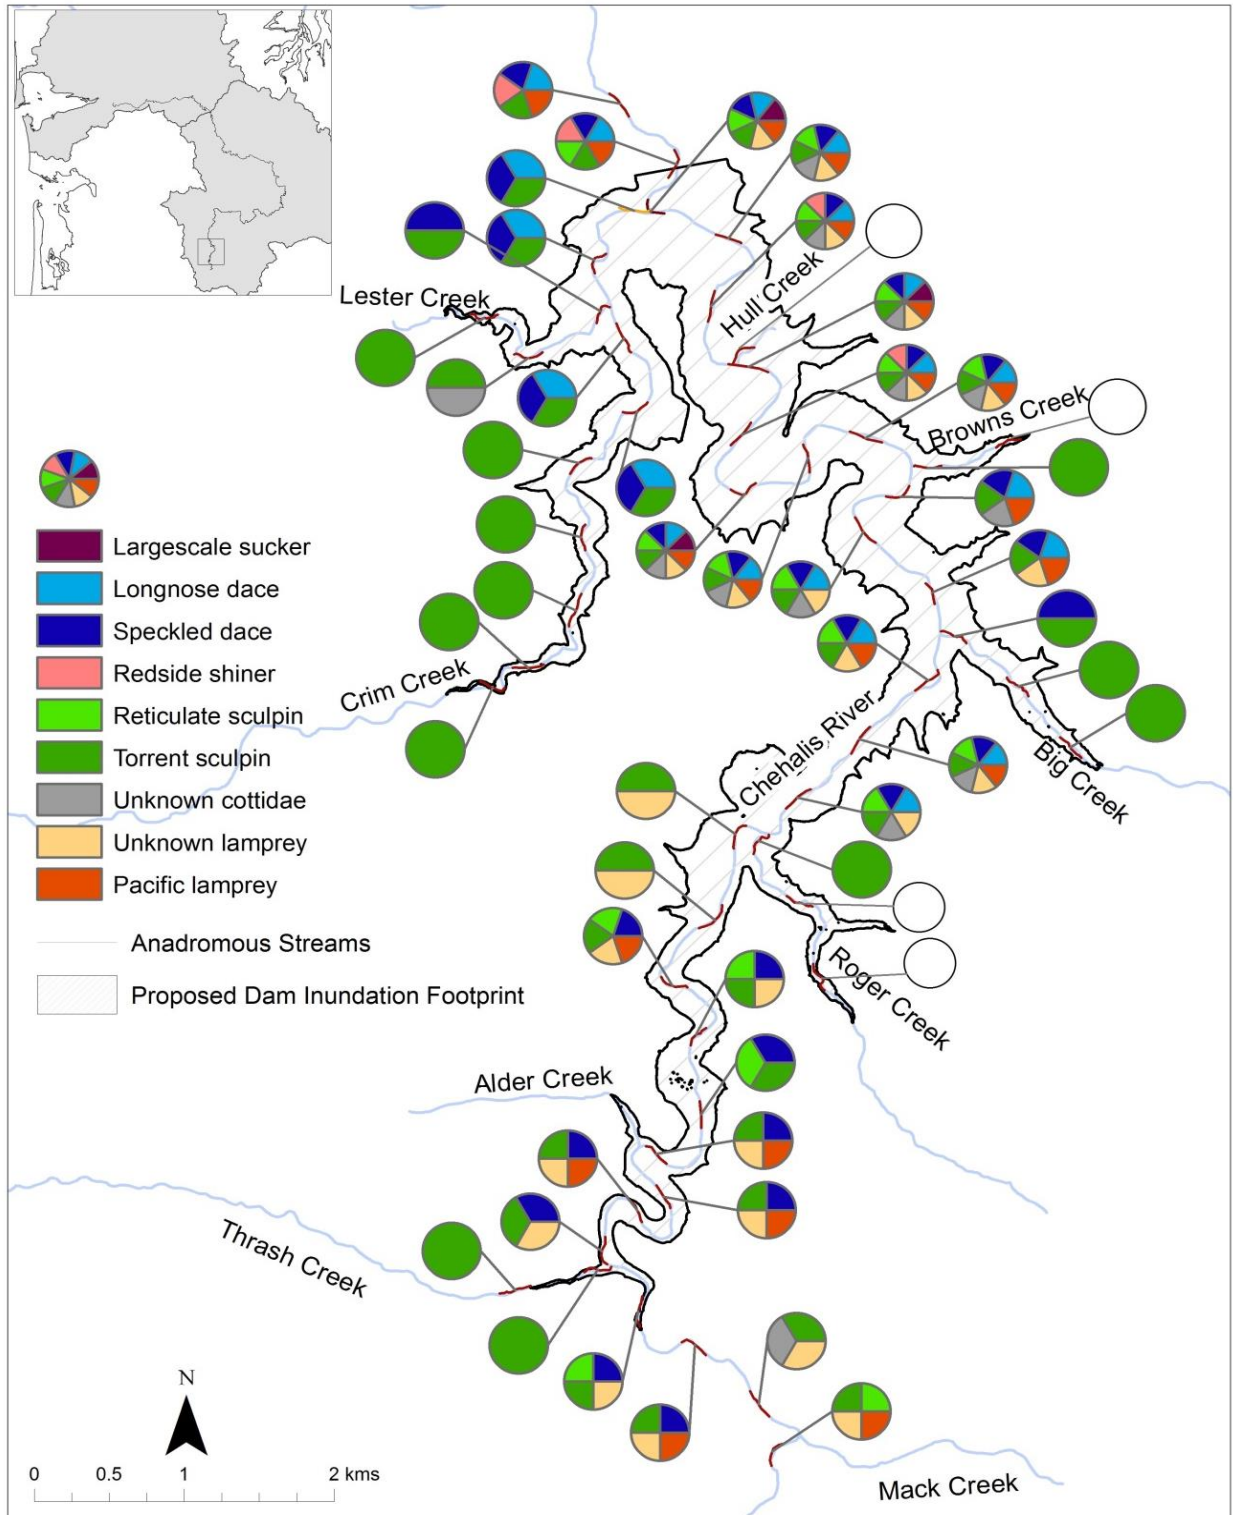 Lester Creek
Hull Creek
Browns Creek
Largescale sucker
Longnose dace
Speckled dace
Redside shiner
Reticulate sculpin
Torrent sculpin
Unknown cottidae
Unknown lamprey
Pacific lamprey
Anadromous Streams
Proposed Dam Inundation Footprint
Crim Creek
Chehalis River
Big Creek
Roger Creek
Alder Creek
Thrash Creek
Mack Creek
N
0 0.5 1 2 kms